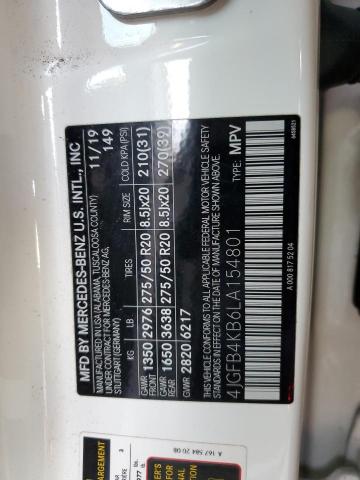 MFD BY MERCEDES-BENZ U.S. INTL., INC
MANUFACTURED IN USA (ALABAMA, TUSCALOOSA COUNTY)
MANUFACTURED FOR MERCEDES-BENZ AG,
STUTTGART (GERMANY)
11/19
149
KG LB TIRES RIM SIZE COLD KPA (PSI)
GAWR FRONT 1350 2976 275/50 R20 8.5Jx20 210(31)
GAWR REAR 1650 3638 275/50 R20 8.5Jx20 270(39)
GVWR 2820 6217
THIS VEHICLE CONFORMS TO ALL APPLICABLE FEDERAL MOTOR VEHICLE SAFETY
STANDARDS IN EFFECT ON THE DATE OF MANUFACTURE SHOWN ABOVE.
4JGFB4KB6LA154801 TYPE: MPV
A 000 817 52 04
A 167 584 20 08
3